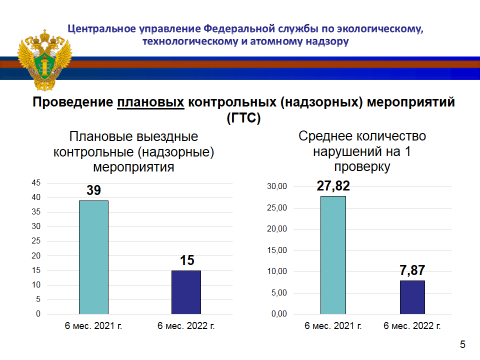 Центральное управление Федеральной службы по экологическому,
технологическому и атомному надзору
Проведение плановых контрольных (надзорных) мероприятий
(ГТС)
Плановые выездные
контрольные (надзорные)
мероприятия
45
40
35
30
25
20
15
10
5
0
39
15
6 мес. 2021 г.
6 мес. 2022 г.
Среднее количество
нарушений на 1
проверку
30,00
25,00
20,00
15,00
10,00
5,00
0,00
27,82
7,87
6 мес. 2021 г.
6 мес. 2022 г.
5